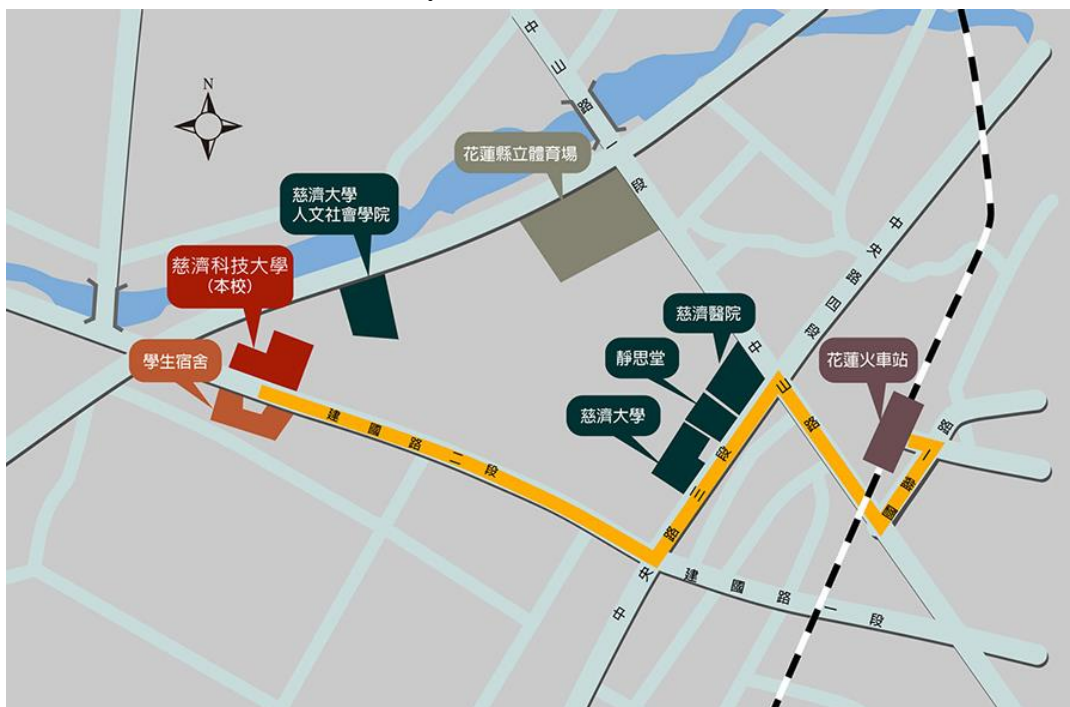 N
中山路一段
花蓮縣立體育場
慈濟大學
人文社會學院
慈濟科技大學
(本校)
學生宿舍
中央路四段
慈濟醫院
靜思堂
慈濟大學
花蓮火車站
中山路
國聯一路
建國路二段
中央路三段
建國路一段